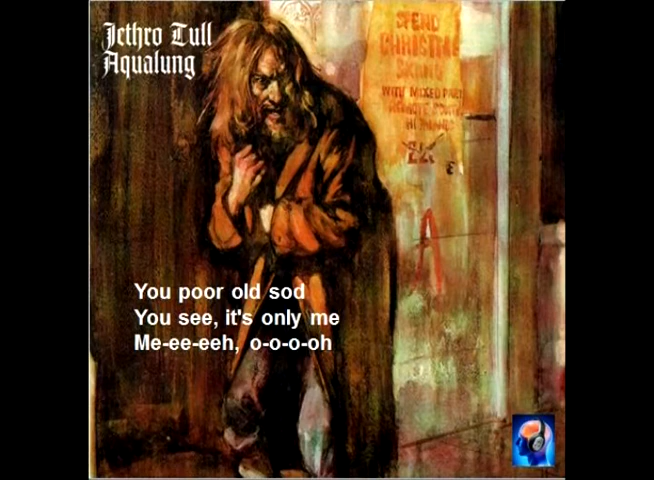 Jethro Tull
Aqualung
SPEND
CHRISTMAS
WITH MIXED
You poor old sod
You see, it's only me
Me-ee-eeh, o-o-o-oh